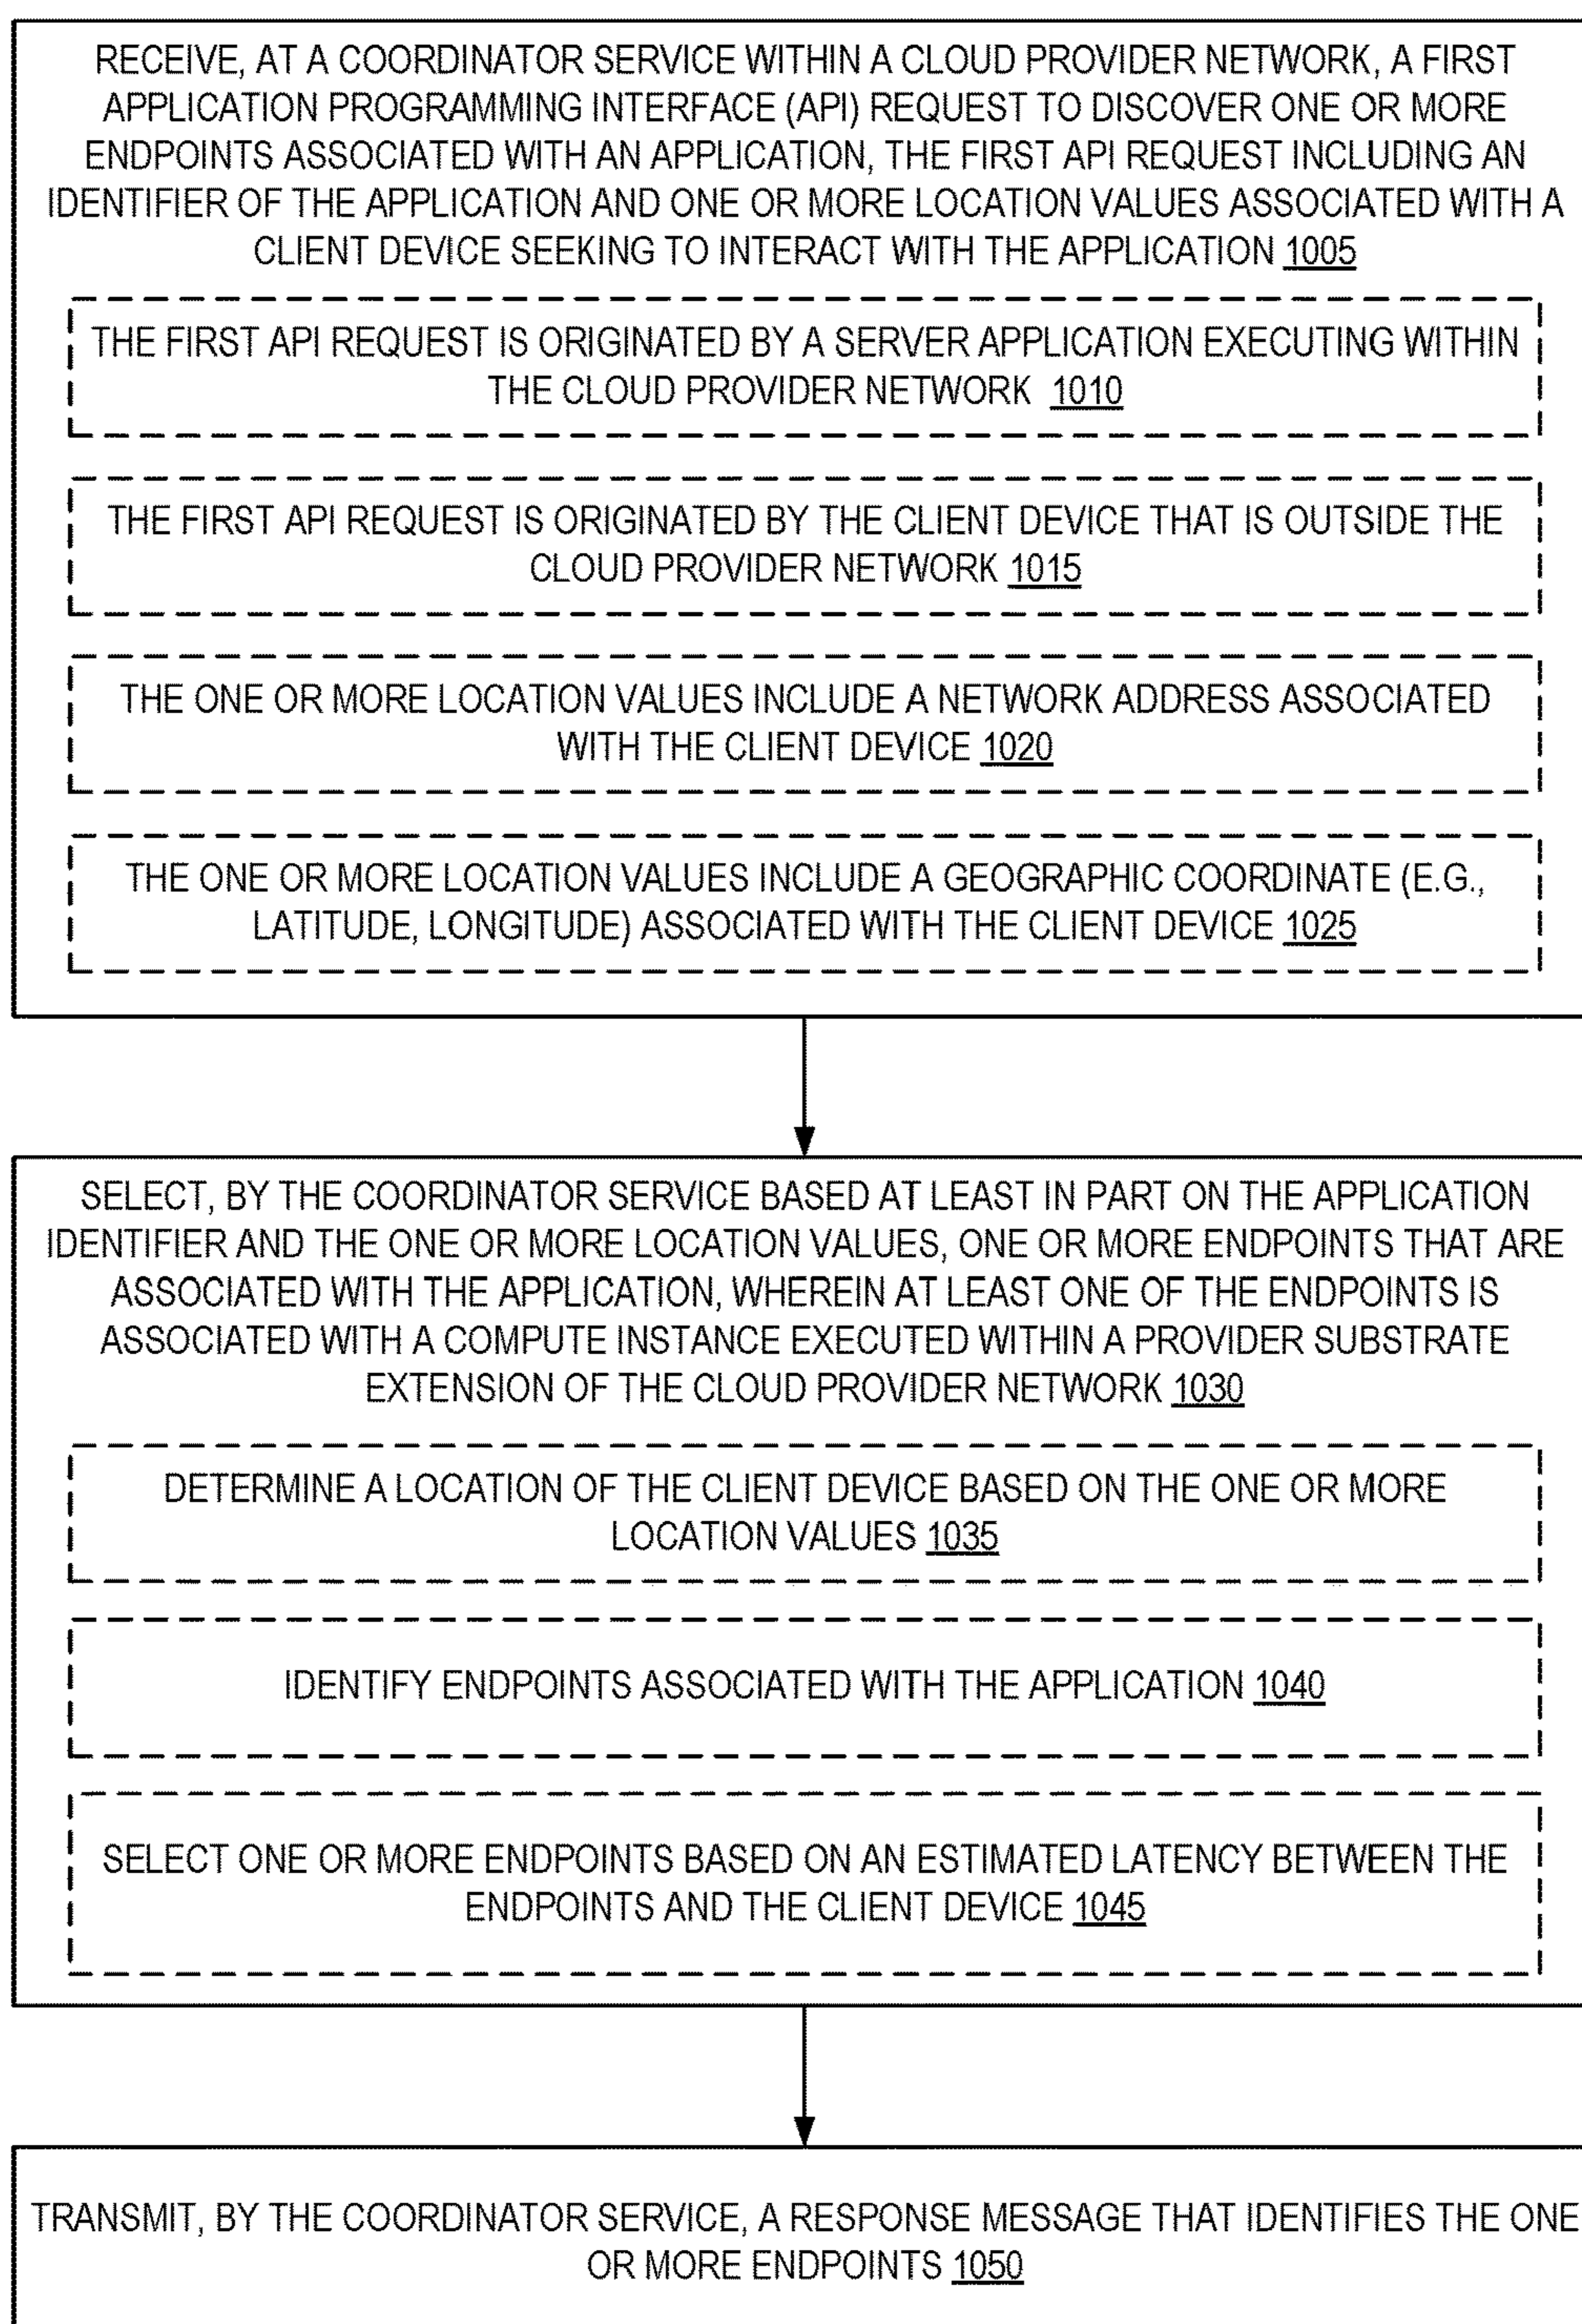 RECEIVE, AT A COORDINATOR SERVICE WITHIN A CLOUD PROVIDER NETWORK, A FIRST
APPLICATION PROGRAMMING INTERFACE (API) REQUEST TO DISCOVER ONE OR MORE
ENDPOINTS ASSOCIATED WITH AN APPLICATION, THE FIRST API REQUEST INCLUDING AN
IDENTIFIER OF THE APPLICATION AND ONE OR MORE LOCATION VALUES ASSOCIATED WITH A
CLIENT DEVICE SEEKING TO INTERACT WITH THE APPLICATION 1005
THE FIRST API REQUEST IS ORIGINATED BY A SERVER APPLICATION EXECUTING WITHIN
THE CLOUD PROVIDER NETWORK 1010
THE FIRST API REQUEST IS ORIGINATED BY THE CLIENT DEVICE THAT IS OUTSIDE THE
CLOUD PROVIDER NETWORK 1015
THE ONE OR MORE LOCATION VALUES INCLUDE A NETWORK ADDRESS ASSOCIATED
WITH THE CLIENT DEVICE 1020
THE ONE OR MORE LOCATION VALUES INCLUDE A GEOGRAPHIC COORDINATE (E.G.,
LATITUDE, LONGITUDE) ASSOCIATED WITH THE CLIENT DEVICE 1025
SELECT, BY THE COORDINATOR SERVICE BASED AT LEAST IN PART ON THE APPLICATION
IDENTIFIER AND THE ONE OR MORE LOCATION VALUES, ONE OR MORE ENDPOINTS THAT ARE
ASSOCIATED WITH THE APPLICATION, WHEREIN AT LEAST ONE OF THE ENDPOINTS IS
ASSOCIATED WITH A COMPUTE INSTANCE EXECUTED WITHIN A PROVIDER SUBSTRATE
EXTENSION OF THE CLOUD PROVIDER NETWORK 1030
DETERMINE A LOCATION OF THE CLIENT DEVICE BASED ON THE ONE OR MORE
LOCATION VALUES 1035
IDENTIFY ENDPOINTS ASSOCIATED WITH THE APPLICATION 1040
SELECT ONE OR MORE ENDPOINTS BASED ON AN ESTIMATED LATENCY BETWEEN THE
ENDPOINTS AND THE CLIENT DEVICE 1045
TRANSMIT, BY THE COORDINATOR SERVICE, A RESPONSE MESSAGE THAT IDENTIFIES THE ONE
OR MORE ENDPOINTS 1050